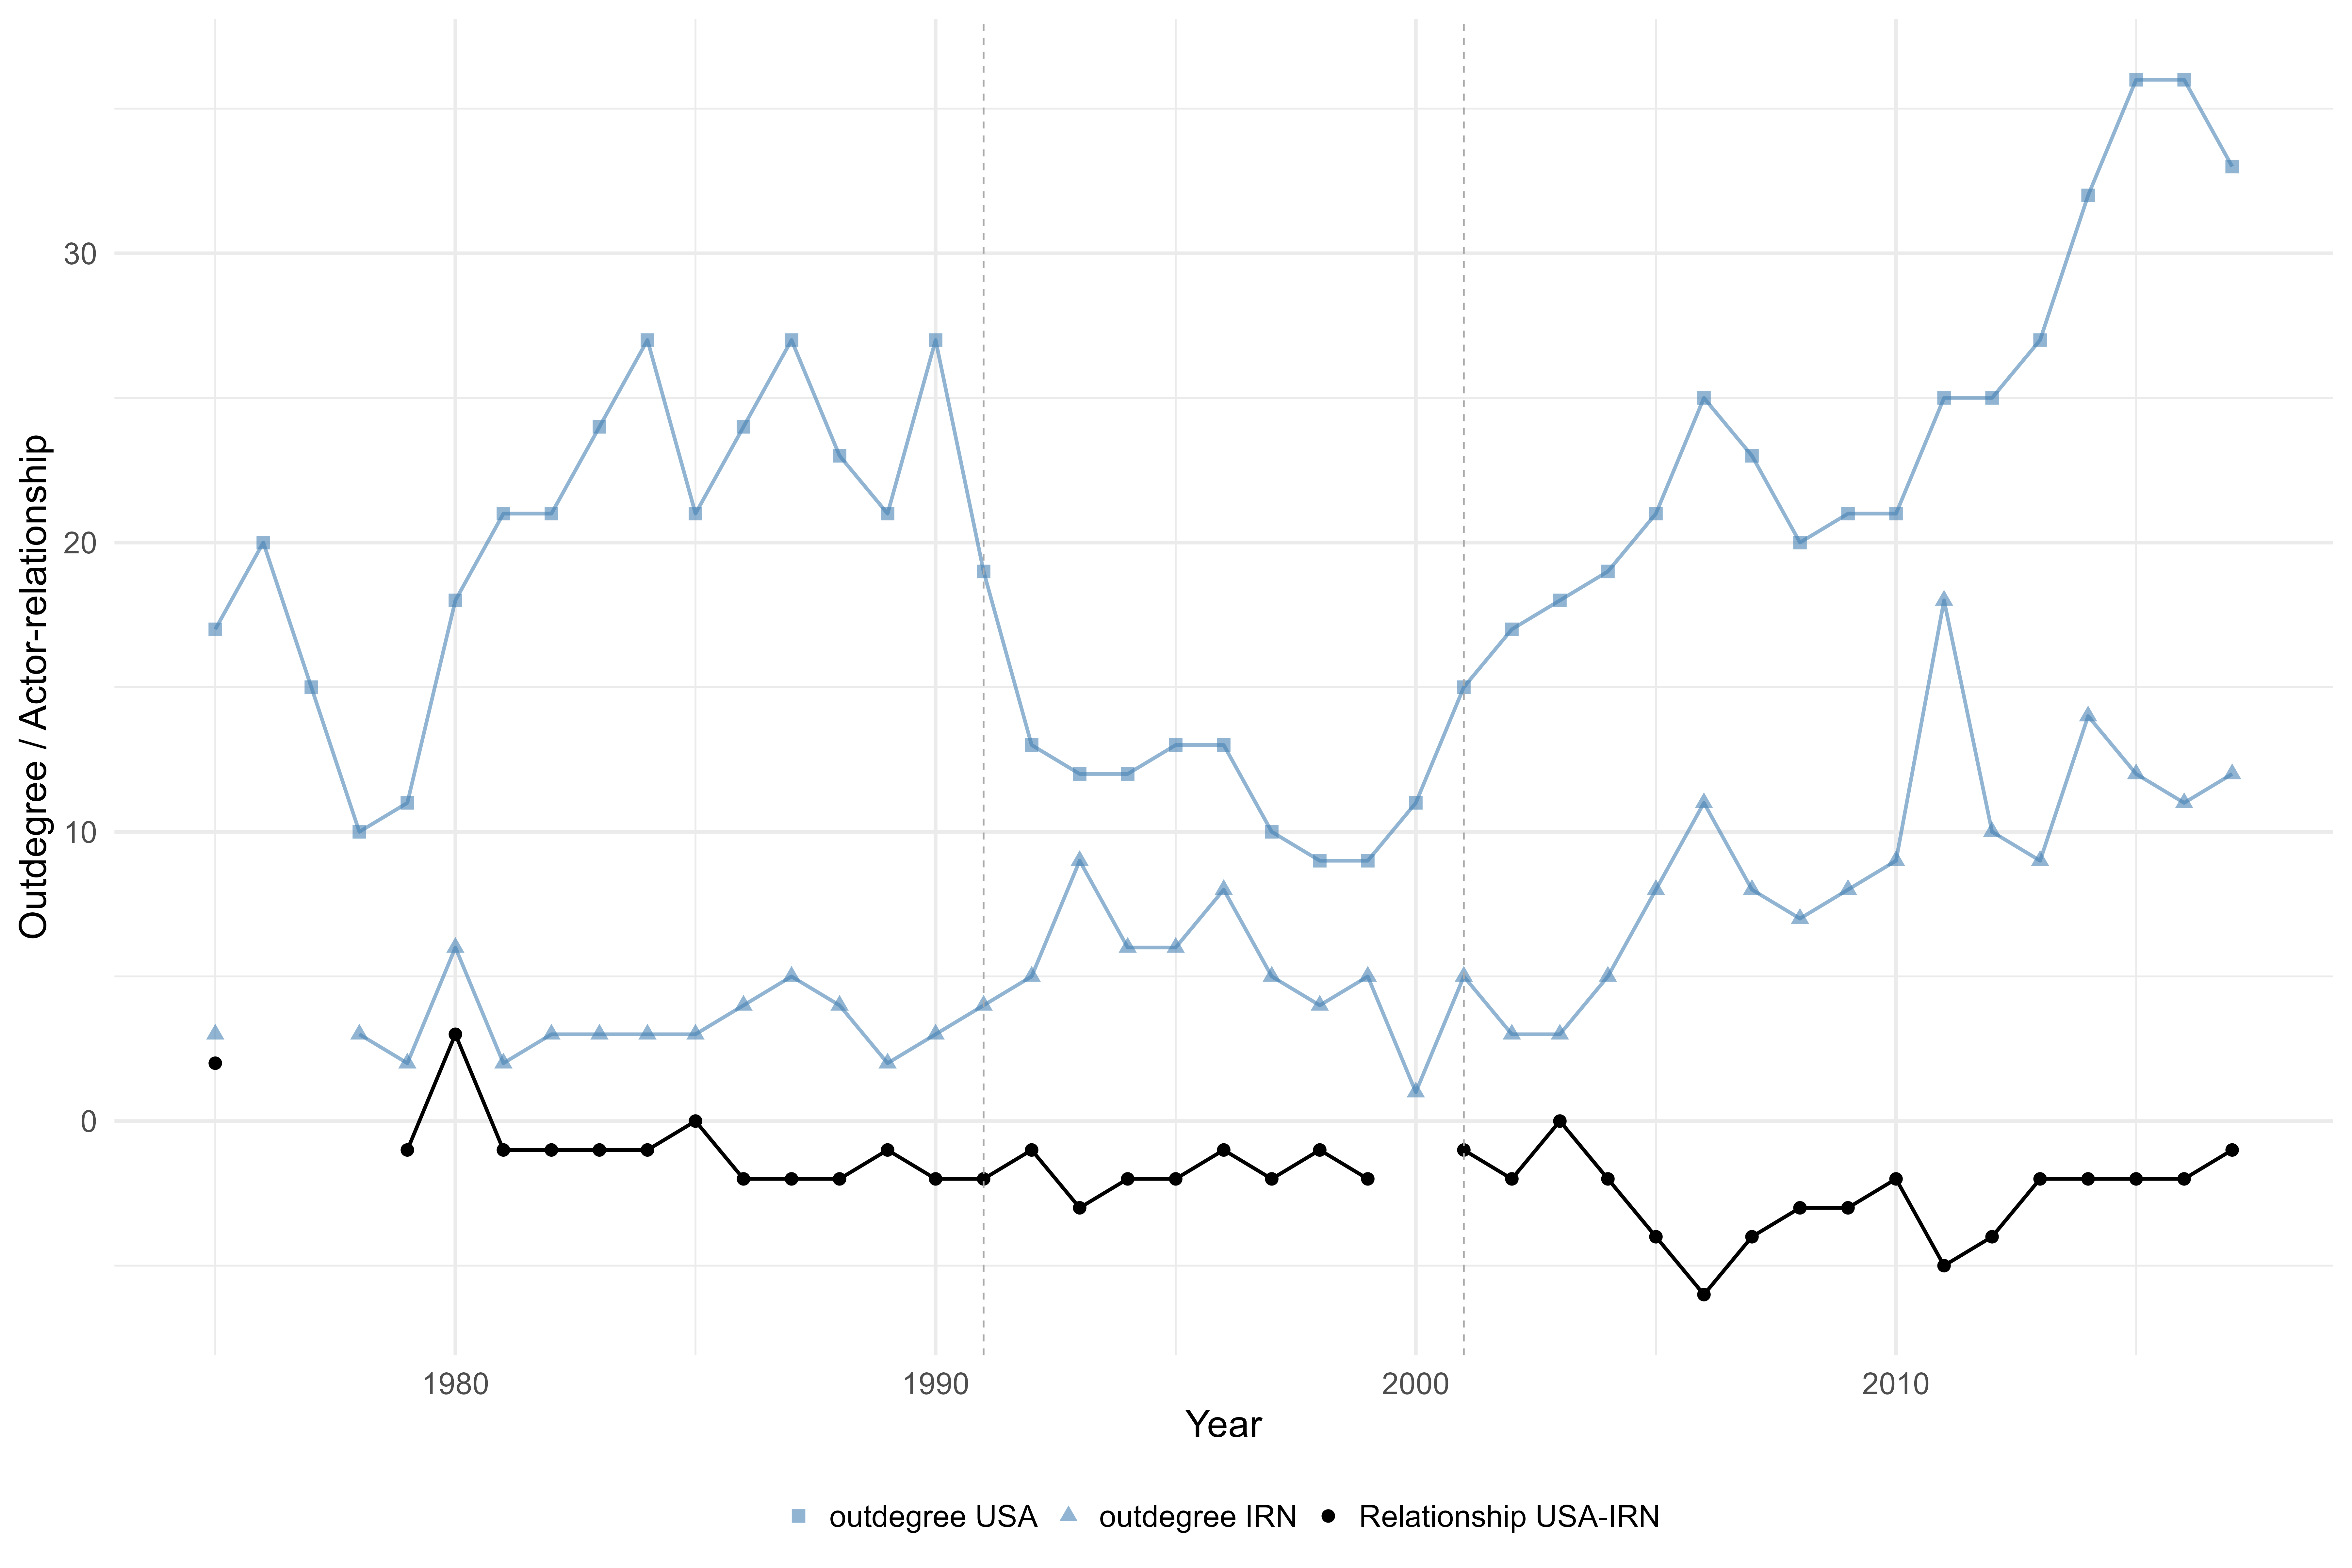 Outdegree / Actor-relationship
30
20
10
0
1980 1990 2000 2010
Year
outdegree USA outdegree IRN Relationship USA-IRN